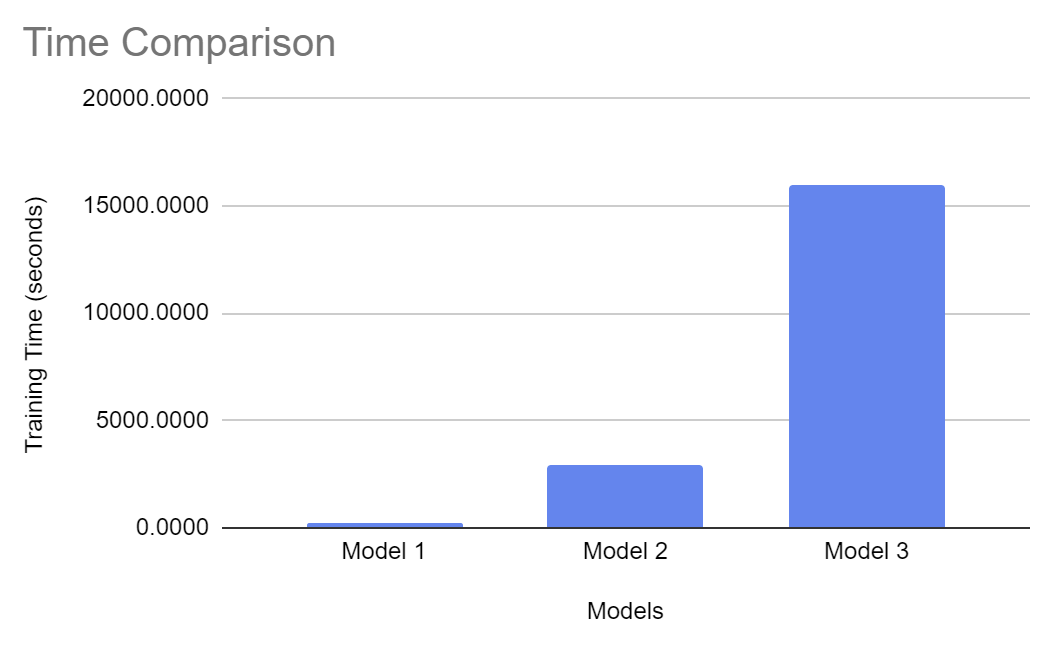 Time Comparison
20000.0000
15000.0000
10000.0000
5000.0000
0.0000
Training Time (seconds)
Model 1
Model 2
Model 3
Models